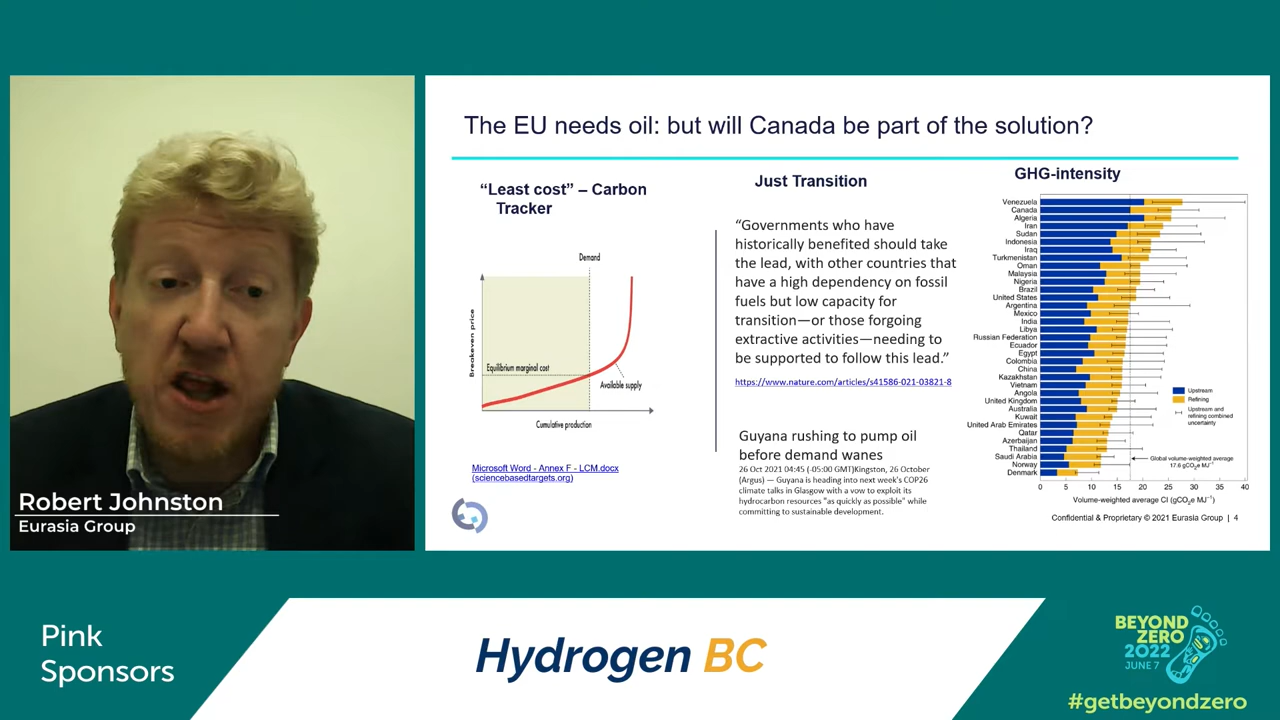 The EU needs oil: but will Canada be part of the solution?
“Least cost” – Carbon
Tracker
Demand
Breakeven price
Equilibrium marginal cost
Available supply
Cumulative production
Microsoft Word - Annex F - LCM.docx
(sciencebasedtargets.org)
Just Transition
“Governments who have
historically benefited should take
the lead, with other countries that
have a high dependency on fossil
fuels but low capacity for
transition—or those forgoing
extractive activities—needing to
be supported to follow this lead.”
https://www.nature.com/articles/s41586-021-03821-8
Guyana rushing to pump oil
before demand wanes
26 Oct 2021 04:45 (-05:00 GMT)Kingston, 26 October
(Argus) — Guyana is heading into next week's COP26
climate talks in Glasgow with a vow to exploit its
hydrocarbon resources "as quickly as possible" while
committing to sustainable development.
GHG-intensity
Venezuela
Canada
Algeria
Iran
Sudan
Indonesia
Iraq
Turkmenistan
Oman
Malaysia
Nigeria
Brazil
United States
Argentina
Mexico
India
Libya
Russian Federation
Ecuador
Egypt
Colombia
China
Kazakhstan
Vietnam
Angola
United Kingdom
Australia
Kuwait
United Arab Emirates
Qatar
Azerbaijan
Thailand
Saudi Arabia
Norway
Denmark
Upstream
Refining
Upstream and
refining combined
uncertainty
Global volume-weighted average
17.6 gCO₂e MJ⁻¹
0 5 10 15 20 25 30 35 40
Volume-weighted average CI (gCO₂e MJ⁻¹)
Confidential & Proprietary © 2021 Eurasia Group | 4
Robert Johnston
Eurasia Group
Pink
Sponsors
Hydrogen BC
BEYOND
ZERO
2022
JUNE 7
#getbeyondzero